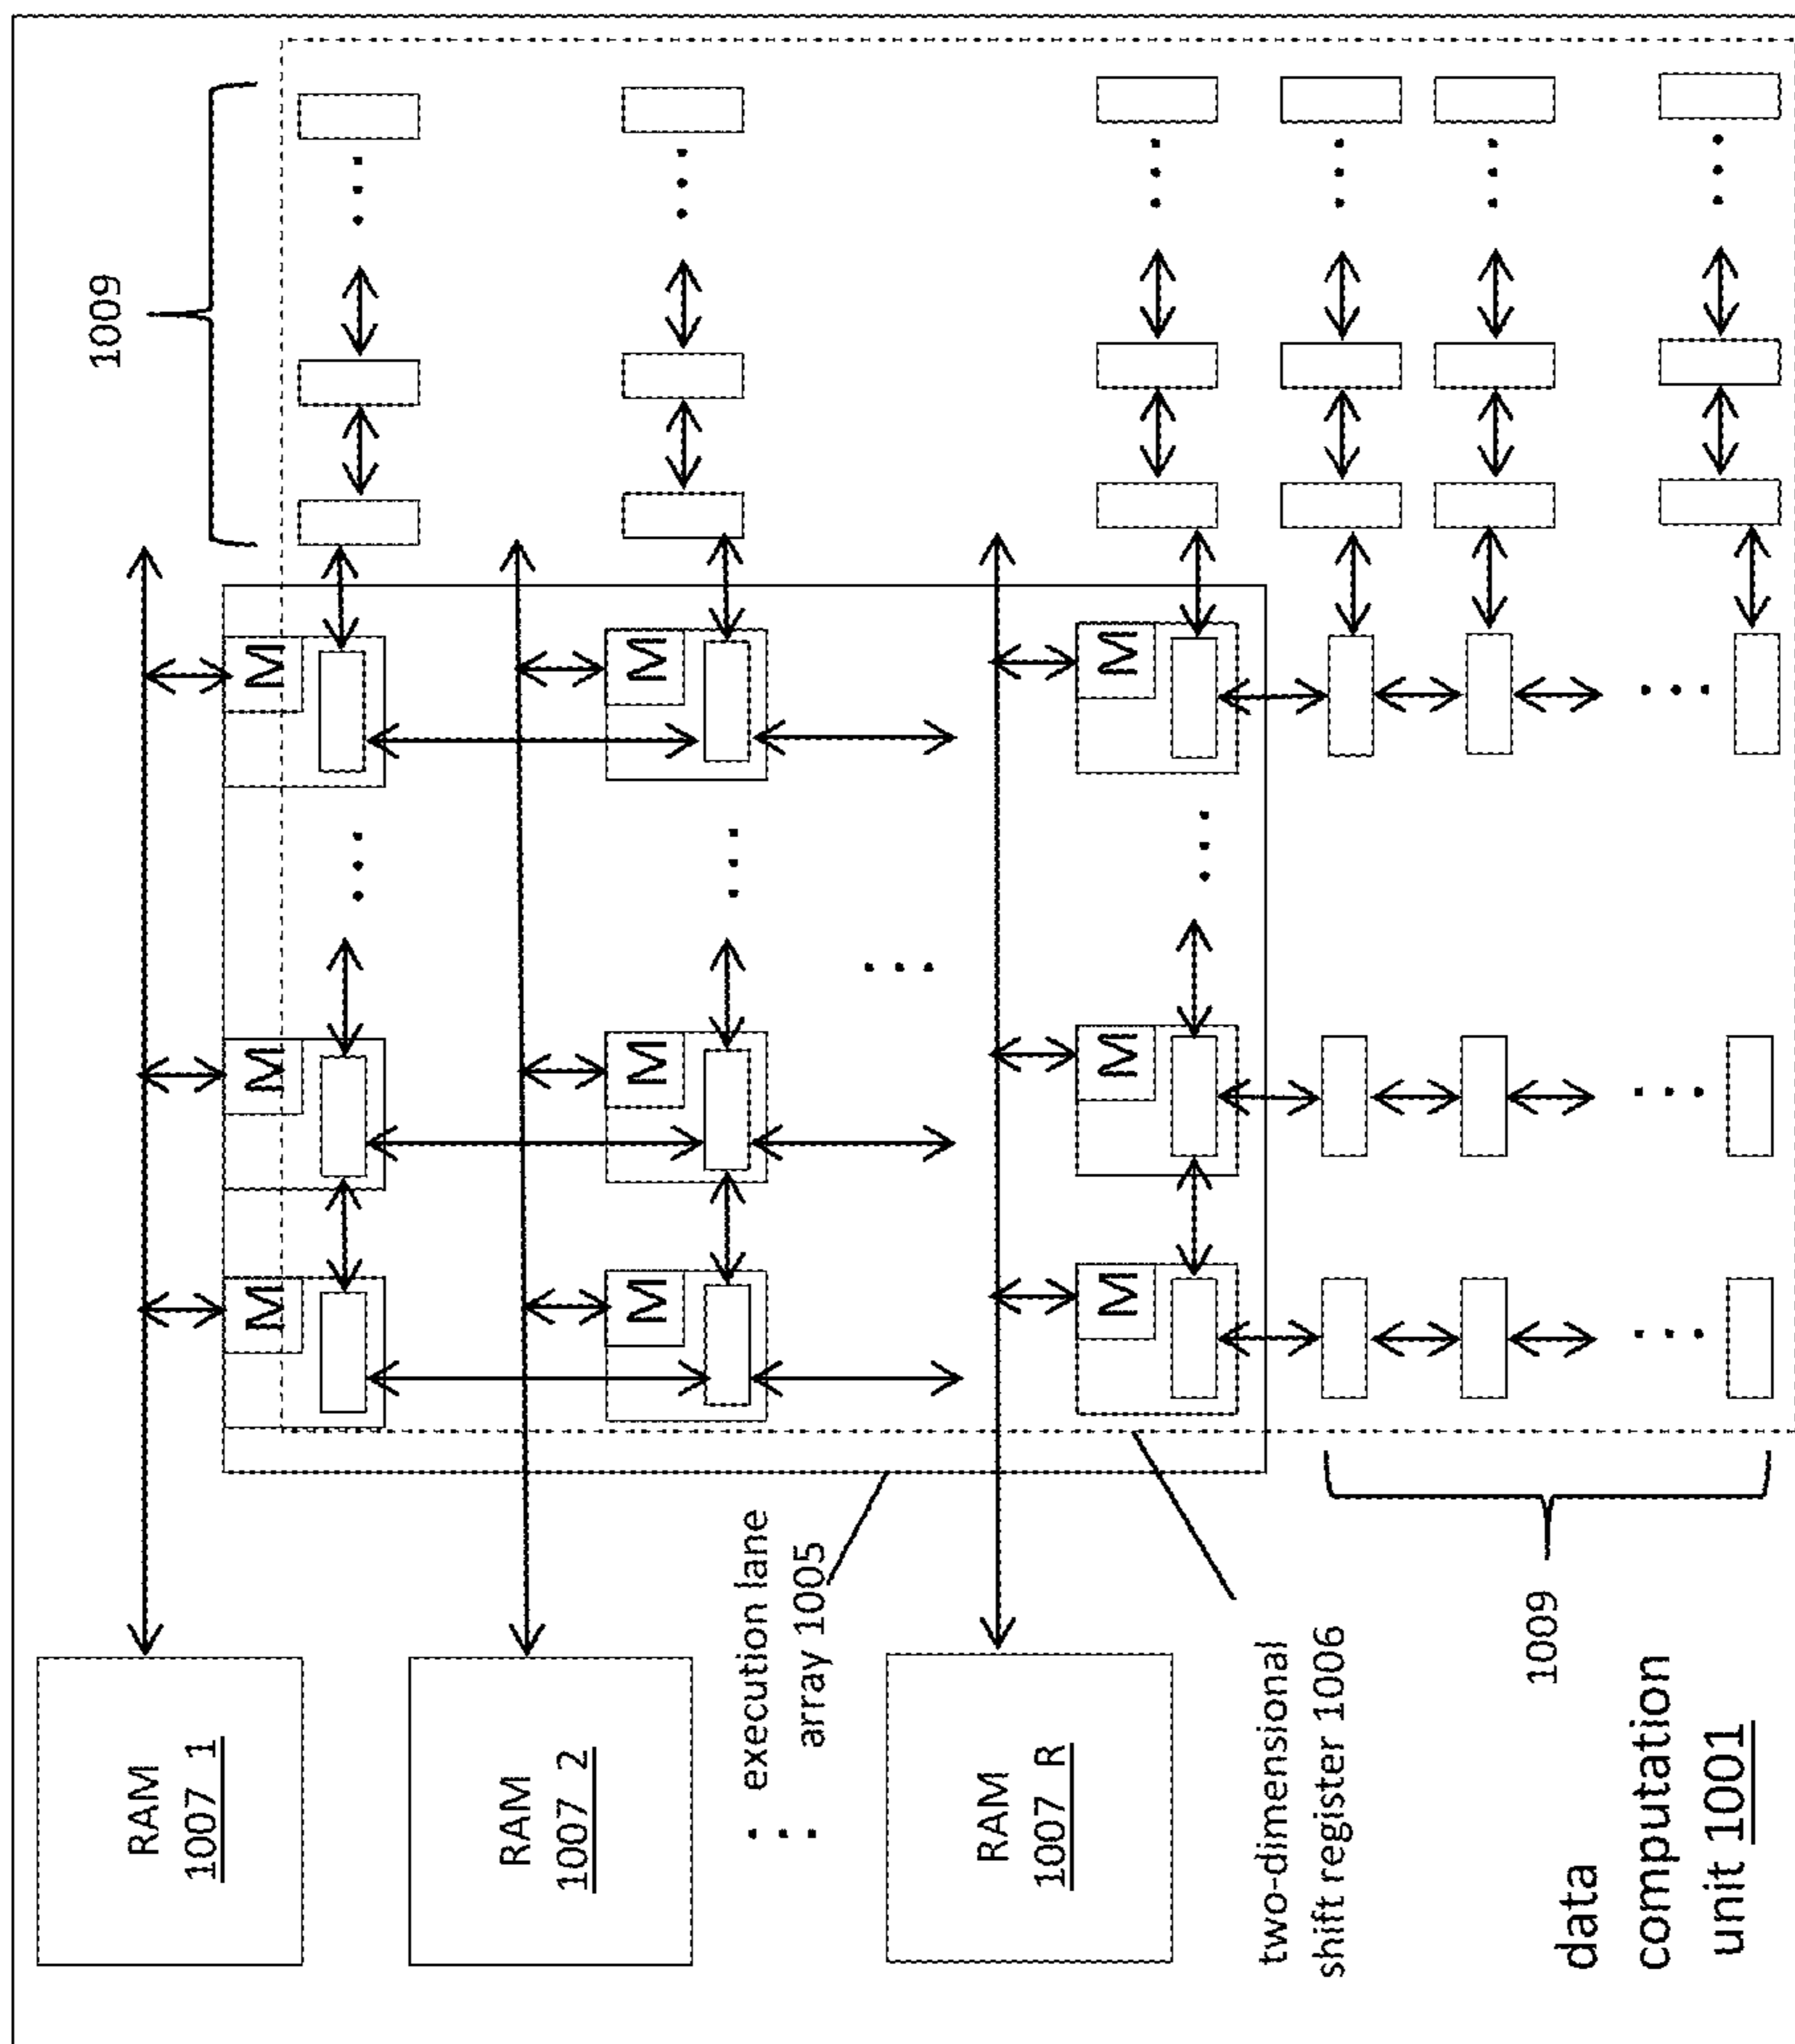 1009
RAM
1007_1
M M M
RAM
1007_2
M M M
execution lane
array 1005
RAM
1007_R
M M M
two-dimensional
shift register 1006
1009
data
computation
unit 1001